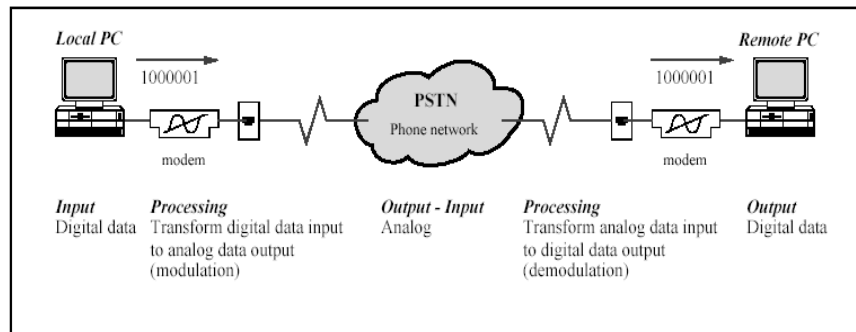 Local PC
Remote PC
1000001
1000001
PSTN
Phone network
modem
modem
Input
Digital data
Processing
Transform digital data input
to analog data output
(modulation)
Output - Input
Analog
Processing
Transform analog data input
to digital data output
(demodulation)
Output
Digital data